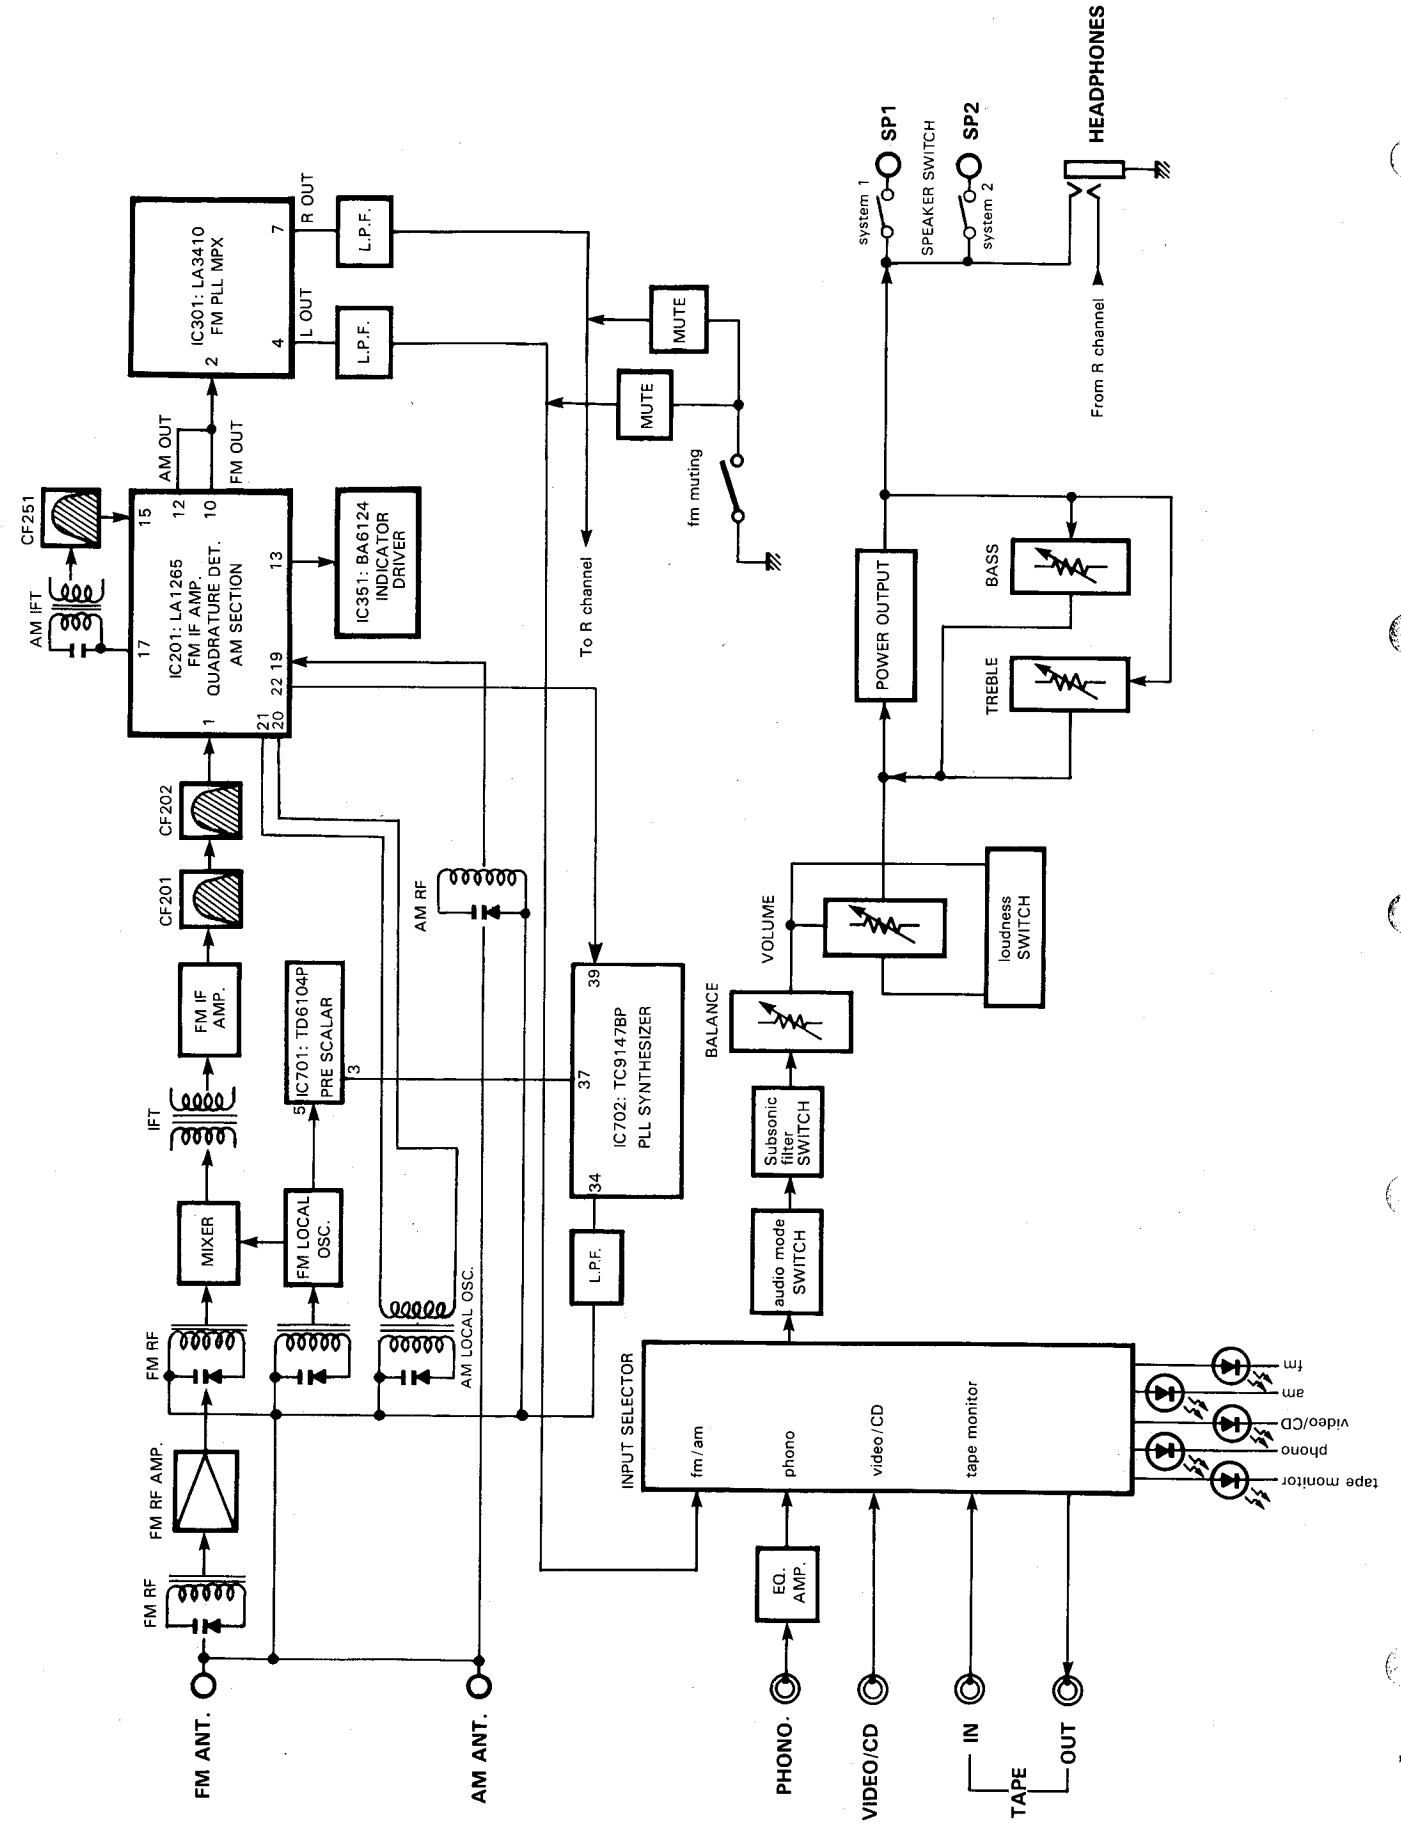 FM ANT.
FM RF
FM RF AMP.
FM RF
MIXER
IFT
FM IF
AMP.
CF201
CF202
1
17
AM IFT
CF251
15
IC201: LA1265
FM IF AMP.
QUADRATURE DET.
AM SECTION
12
10
AM OUT
FM OUT
21
20
22
19
13
2
IC301: LA3410
FM PLL MPX
4
7
L OUT
R OUT
L.P.F.
L.P.F.
FM LOCAL
OSC.
5
IC701: TD6104P
PRE SCALAR
3
IC351: BA6124
INDICATOR
DRIVER
AM ANT.
AM LOCAL OSC.
AM RF
L.P.F.
34
37
39
IC702: TC9147BP
PLL SYNTHESIZER
To R channel
MUTE
MUTE
fm muting
PHONO.
EQ.
AMP.
VIDEO/CD
TAPE
IN
OUT
INPUT SELECTOR
fm/am
phono
video/CD
tape monitor
tape monitor
phono
video/CD
am
fm
audio mode
SWITCH
Subsonic
filter
SWITCH
BALANCE
VOLUME
loudness
SWITCH
POWER OUTPUT
TREBLE
BASS
system 1
SP1
SPEAKER SWITCH
system 2
SP2
From R channel
HEADPHONES